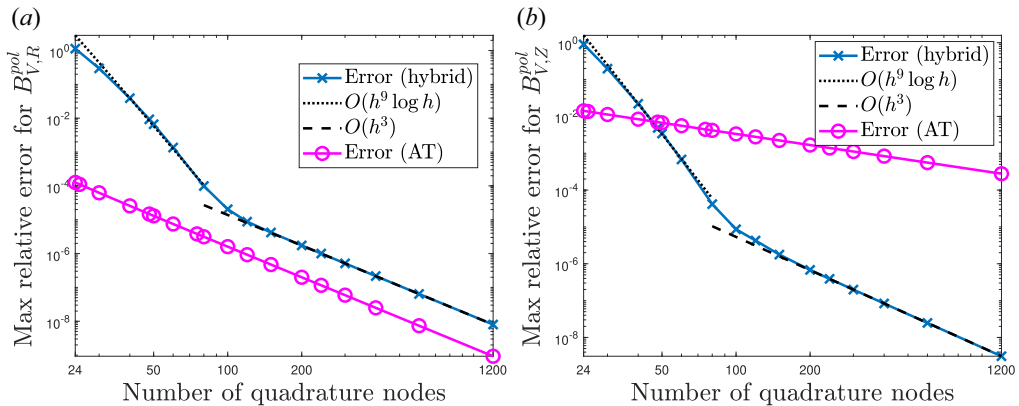 (a)
Max relative error for $B_{V,R}^{pol}$
10^0
10^-2
10^-4
10^-6
10^-8
24
50
100
200
1200
Number of quadrature nodes
Error (hybrid)
O(h^9 log h)
O(h^3)
Error (AT)
(b)
Max relative error for $B_{V,Z}^{pol}$
10^0
10^-2
10^-4
10^-6
10^-8
24
50
100
200
1200
Number of quadrature nodes
Error (hybrid)
O(h^9 log h)
O(h^3)
Error (AT)